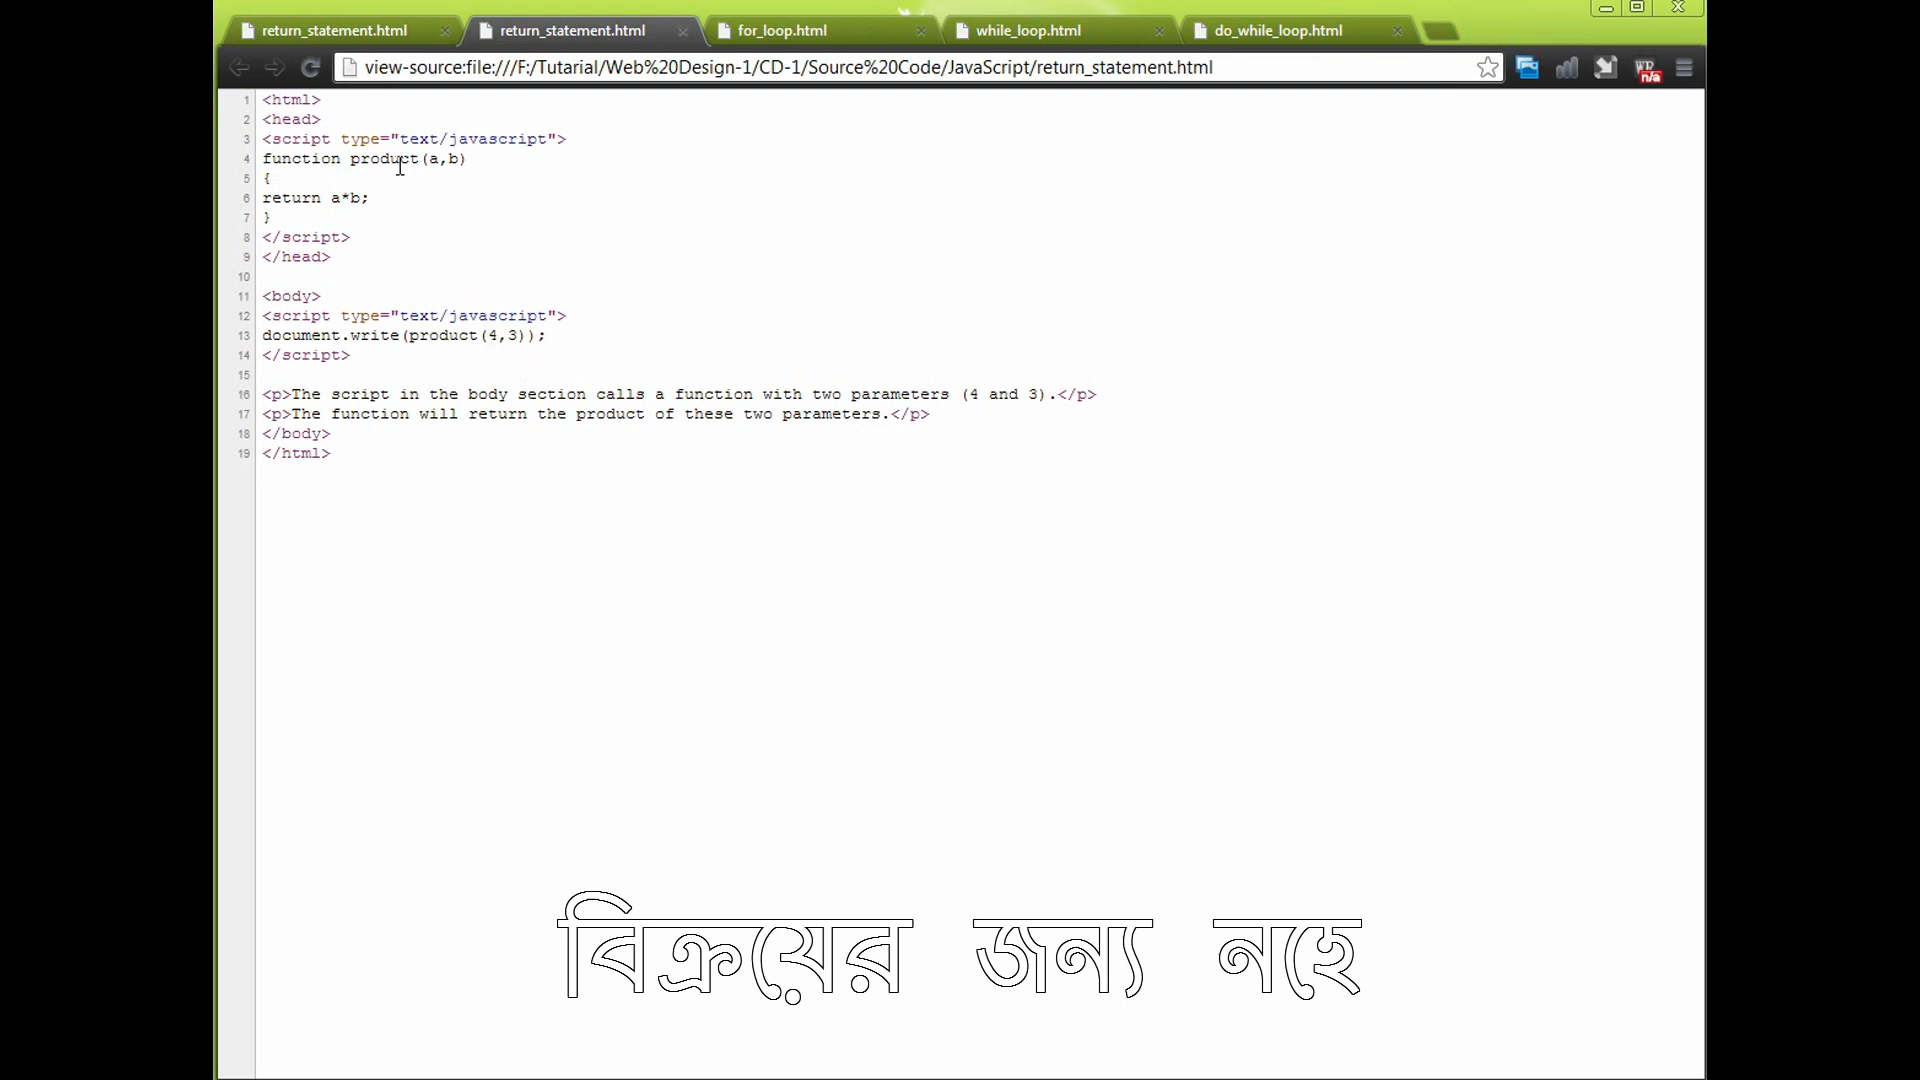 return_statement.html return_statement.html for_loop.html while_loop.html do_while_loop.html
view-source:file:///F:/Tutarial/Web%20Design-1/CD-1/Source%20Code/JavaScript/return_statement.html
n/a
1 <html>
2 <head>
3 <script type="text/javascript">
4 function product(a,b)
5 {
6 return a*b;
7 }
8 </script>
9 </head>
10
11 <body>
12 <script type="text/javascript">
13 document.write(product(4,3));
14 </script>
15
16 <p>The script in the body section calls a function with two parameters (4 and 3).</p>
17 <p>The function will return the product of these two parameters.</p>
18 </body>
19 </html>
বিক্রয়ের জন্য নহে